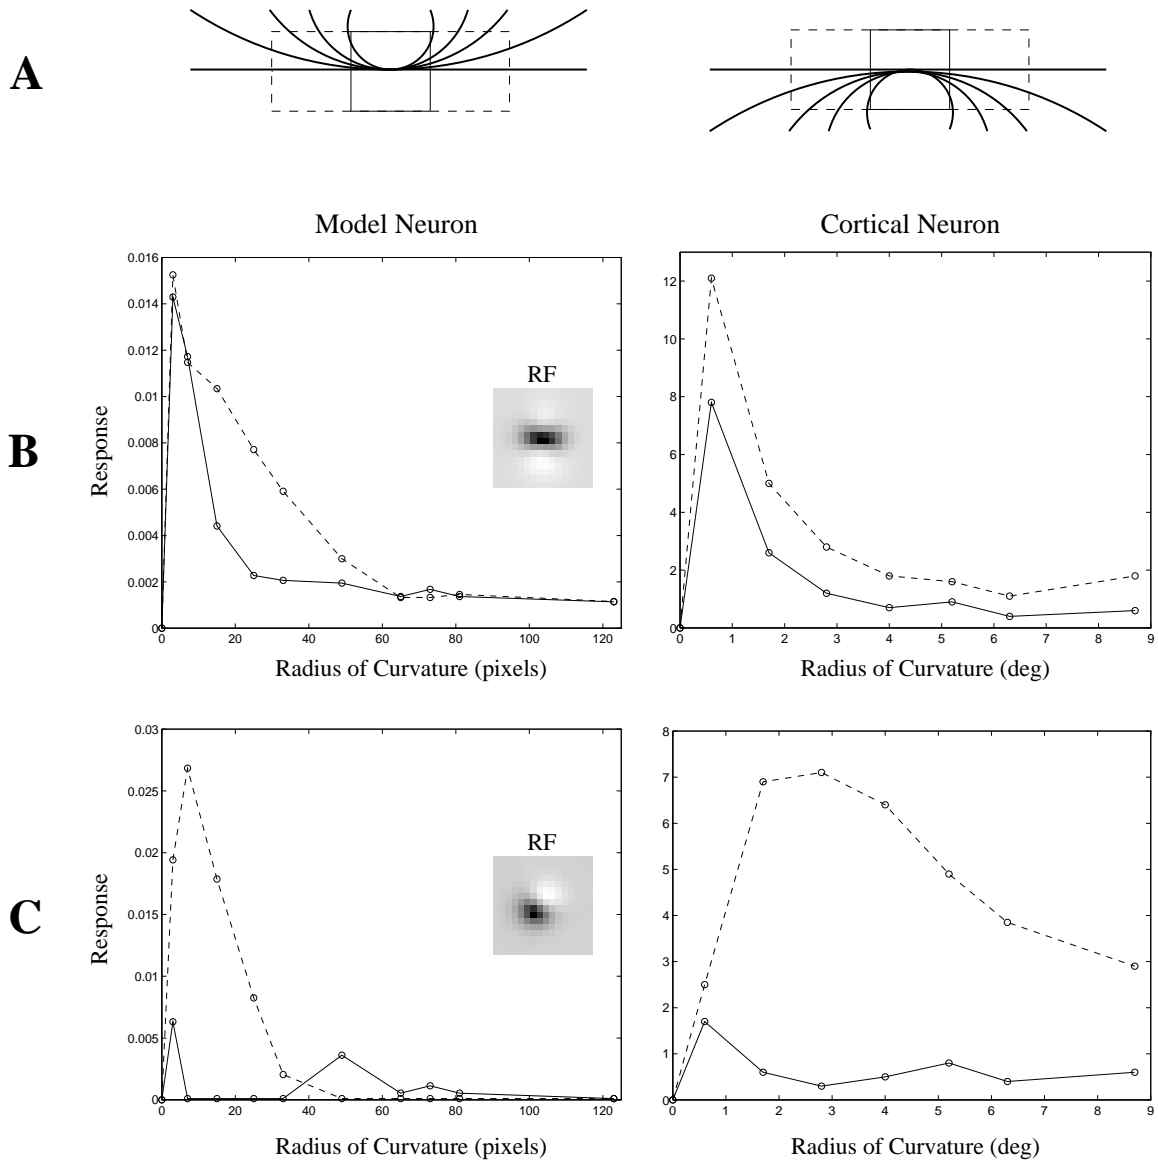 A
Model Neuron
Cortical Neuron
B
Response
0.016
0.014
0.012
0.01
0.008
0.006
0.004
0.002
0
RF
0 20 40 60 80 100 120
Radius of Curvature (pixels)
12
10
8
6
4
2
0
0 1 2 3 4 5 6 7 8 9
Radius of Curvature (deg)
C
Response
0.03
0.025
0.02
0.015
0.01
0.005
0
RF
0 20 40 60 80 100 120
Radius of Curvature (pixels)
8
7
6
5
4
3
2
1
0
0 1 2 3 4 5 6 7 8 9
Radius of Curvature (deg)